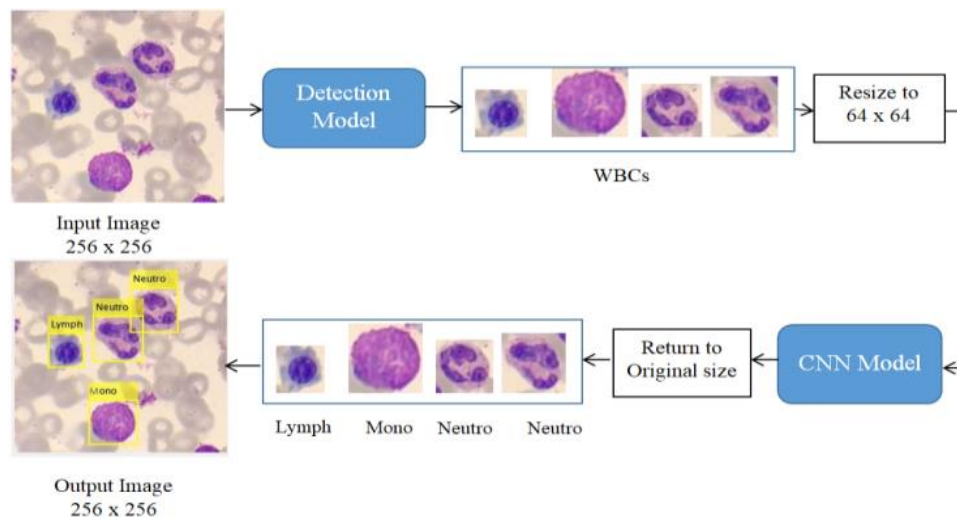 Detection
Model
Resize to
64 x 64
WBCs
Input Image
256 x 256
Neutro
Neutro
Lymph
Mono
Return to
Original size
CNN Model
Lymph Mono Neutro Neutro
Output Image
256 x 256